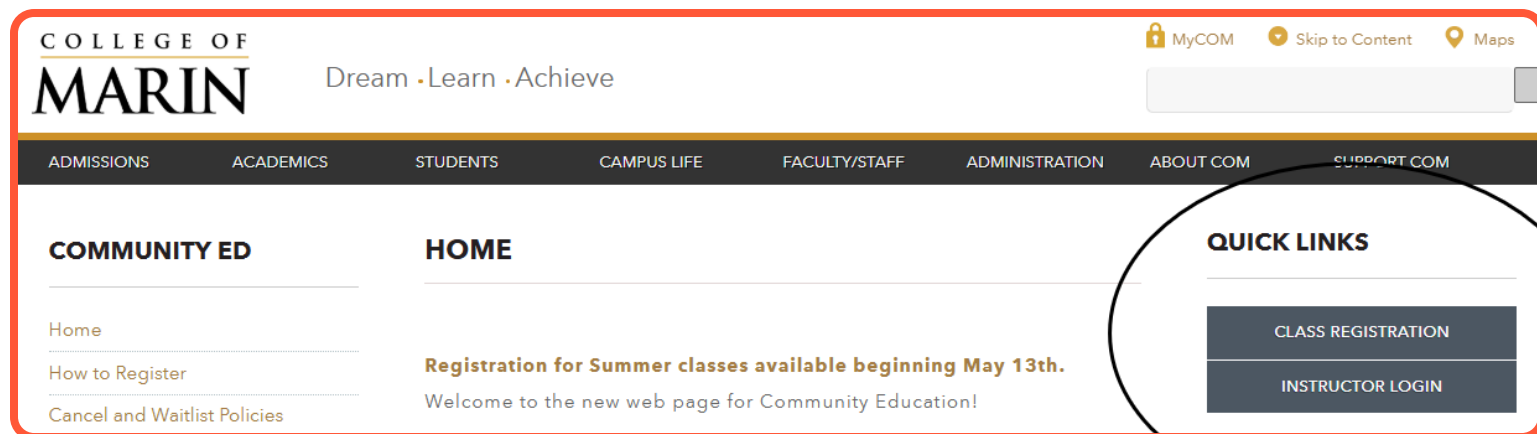 COLLEGE OF
MARIN
Dream · Learn · Achieve
MyCOM Skip to Content Maps
ADMISSIONS ACADEMICS STUDENTS CAMPUS LIFE FACULTY/STAFF ADMINISTRATION ABOUT COM SUPPORT COM
COMMUNITY ED
Home
How to Register
Cancel and Waitlist Policies
HOME
Registration for Summer classes available beginning May 13th.
Welcome to the new web page for Community Education!
QUICK LINKS
CLASS REGISTRATION
INSTRUCTOR LOGIN